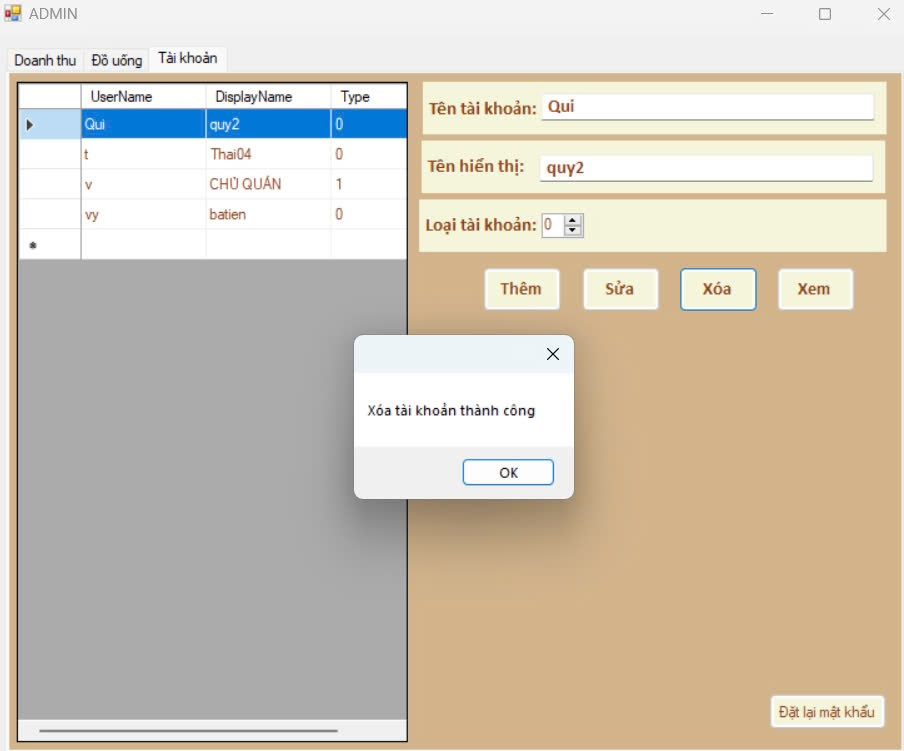 ADMIN
Doanh thu Đồ uống Tài khoản
UserName DisplayName Type
Qui quy2 0
t Thai04 0
v CHỦ QUÁN 1
vy batien 0
Tên tài khoản: Qui
Tên hiển thị: quy2
Loại tài khoản: 0
Thêm Sửa Xóa Xem
Xóa tài khoản thành công
OK
Đặt lại mật khẩu